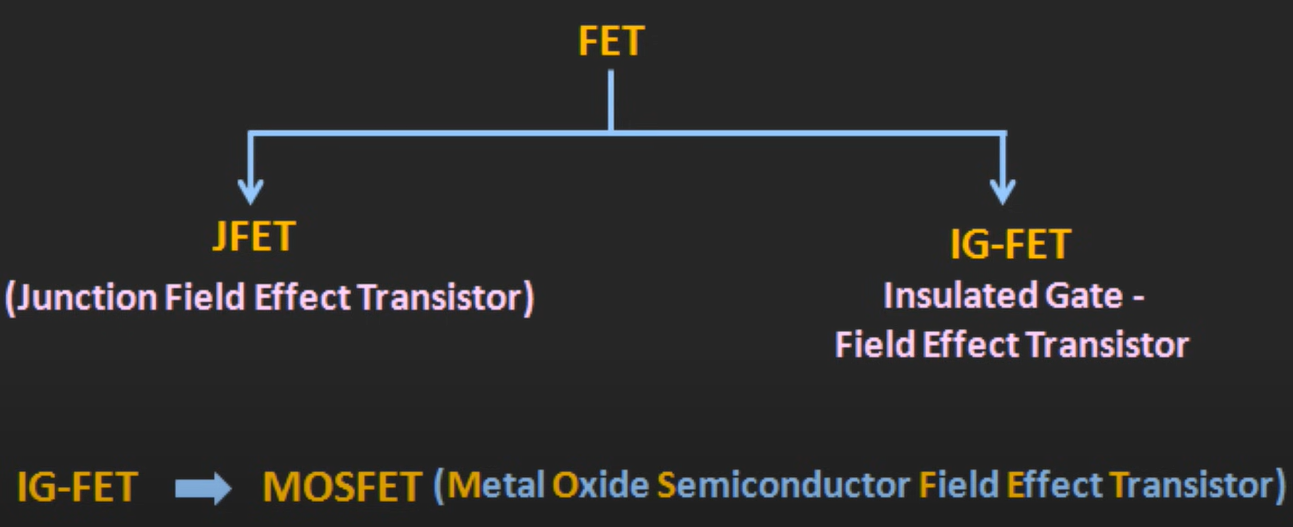 FET
JFET
(Junction Field Effect Transistor)
IG-FET
Insulated Gate -
Field Effect Transistor
IG-FET MOSFET (Metal Oxide Semiconductor Field Effect Transistor)